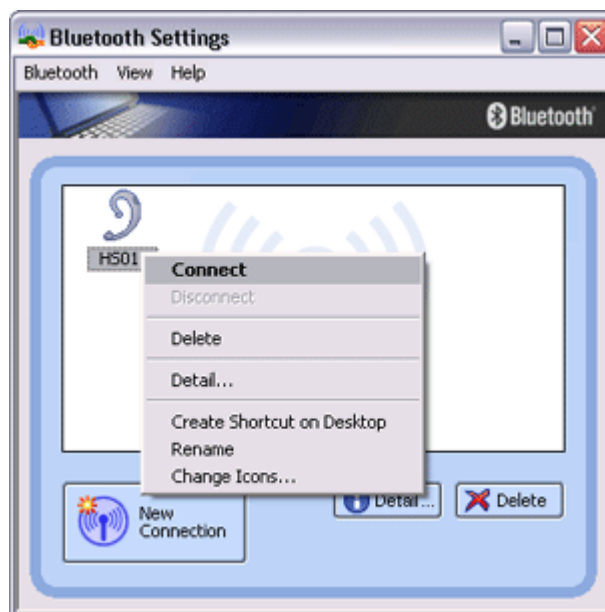 Bluetooth Settings
Bluetooth View Help
Bluetooth
HS01
Connect
Disconnect
Delete
Detail...
Create Shortcut on Desktop
Rename
Change Icons...
New
Connection
Detail...
Delete